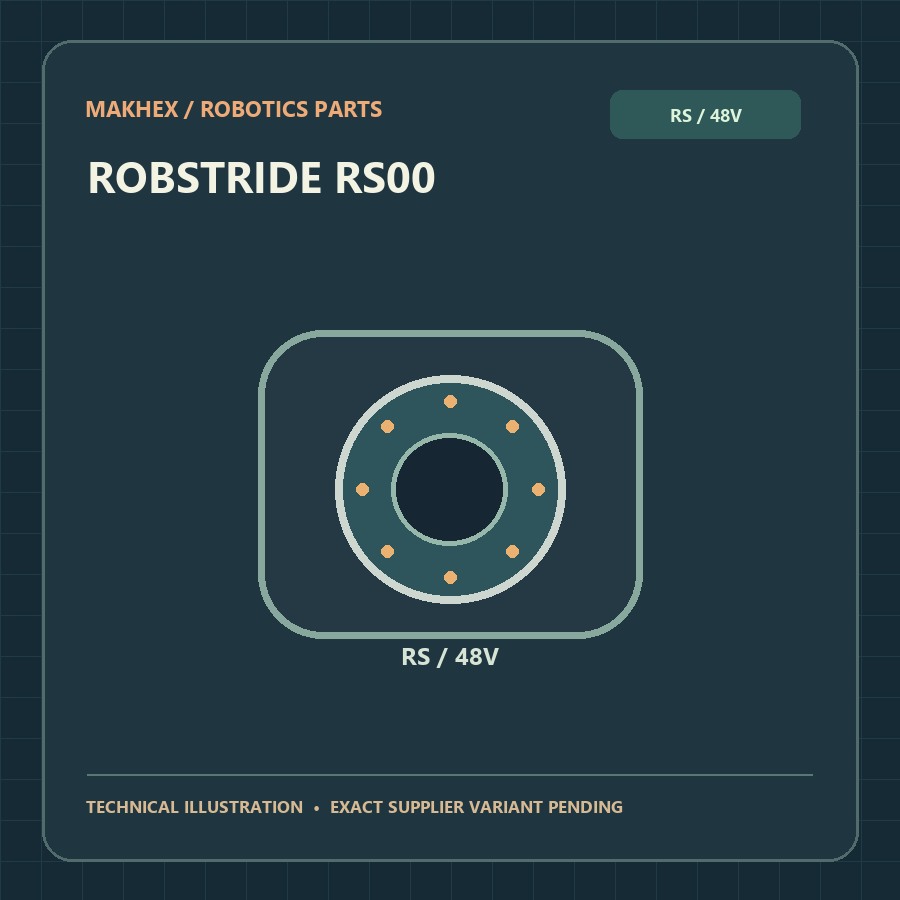 MAKHEX / ROBOTICS PARTS
RS / 48V
ROBSTRIDE RS00
RS / 48V
TECHNICAL ILLUSTRATION • EXACT SUPPLIER VARIANT PENDING